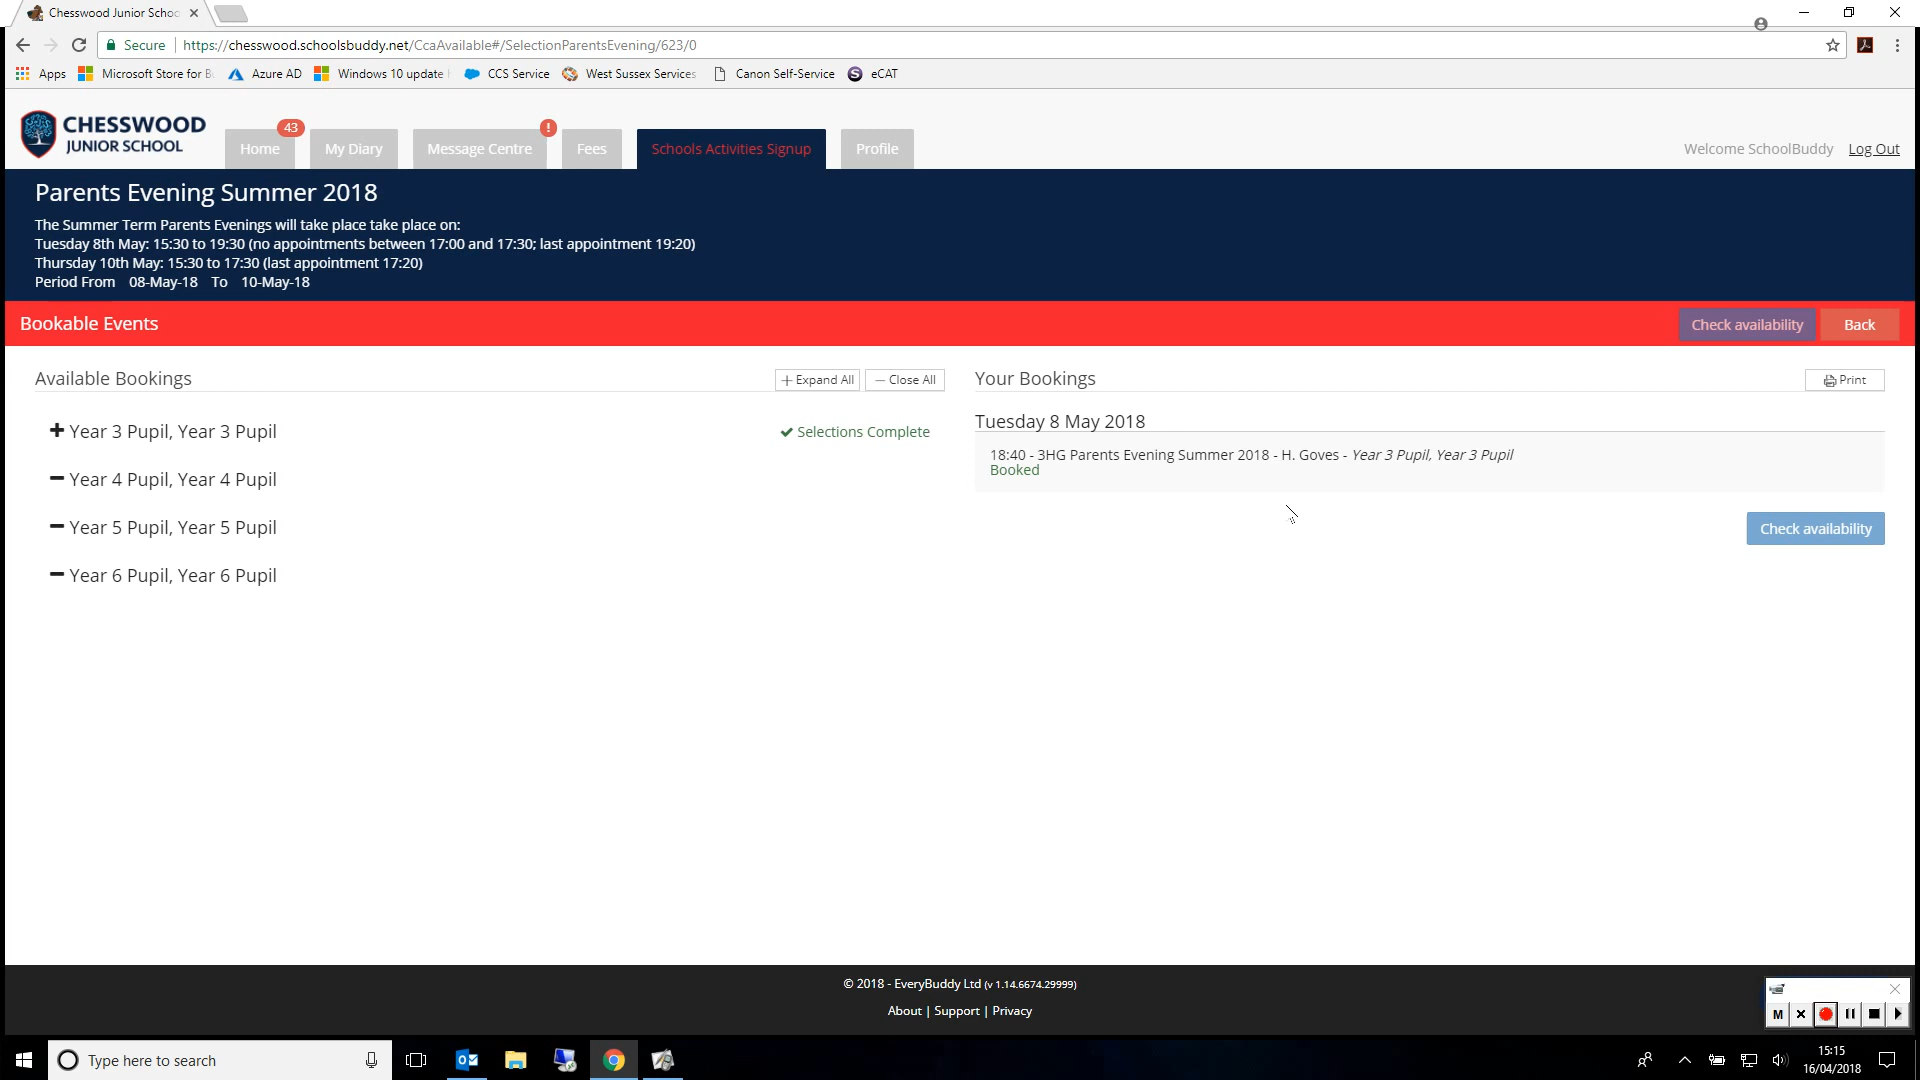 Chesswood Junior Schoo
Secure
https://chesswood.schoolsbuddy.net/CcaAvailable#/SelectionParentsEvening/623/0
Apps
Microsoft Store for Bu
Azure AD
Windows 10 update
CCS Service
West Sussex Services
Canon Self-Service
S
eCAT
CHESSWOOD
JUNIOR SCHOOL
Home
43
My Diary
Message Centre
!
Fees
Schools Activities Signup
Profile
Welcome SchoolBuddy
Log Out
Parents Evening Summer 2018
The Summer Term Parents Evenings will take place take place on:
Tuesday 8th May: 15:30 to 19:30 (no appointments between 17:00 and 17:30; last appointment 19:20)
Thursday 10th May: 15:30 to 17:30 (last appointment 17:20)
Period From 08-May-18 To 10-May-18
Bookable Events
Check availability
Back
Available Bookings
Expand All
Close All
Year 3 Pupil, Year 3 Pupil
Selections Complete
Year 4 Pupil, Year 4 Pupil
Year 5 Pupil, Year 5 Pupil
Year 6 Pupil, Year 6 Pupil
Your Bookings
Print
Tuesday 8 May 2018
18:40 - 3HG Parents Evening Summer 2018 - H. Goves - Year 3 Pupil, Year 3 Pupil
Booked
Check availability
© 2018 - EveryBuddy Ltd (v 1.14.6674.29999)
About | Support | Privacy
M
Type here to search
15:15
16/04/2018